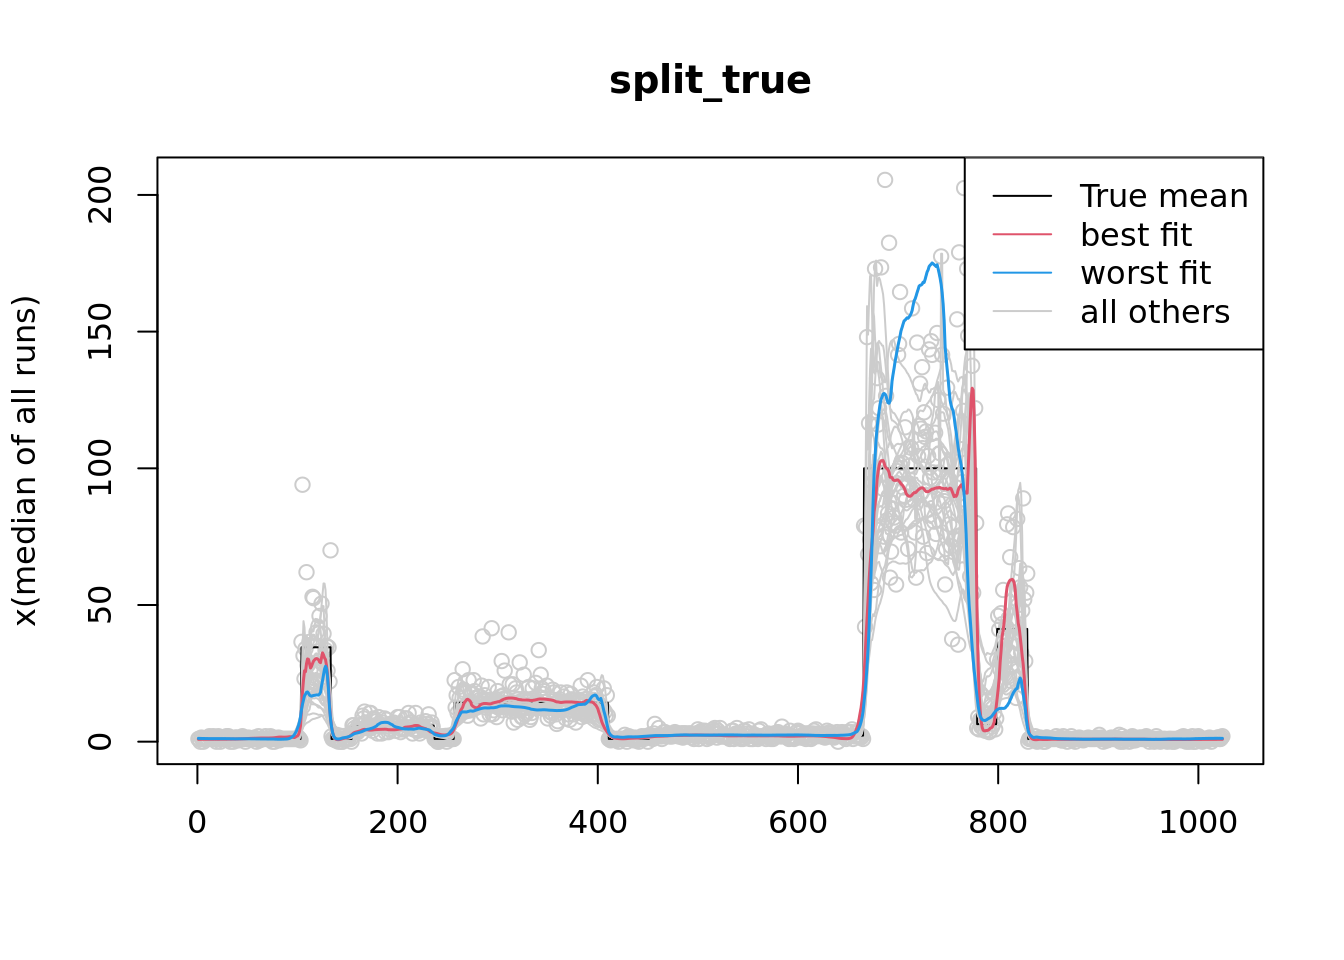 split_true
x(median of all runs)
200
150
100
50
0
True mean
best fit
worst fit
all others
0 200 400 600 800 1000